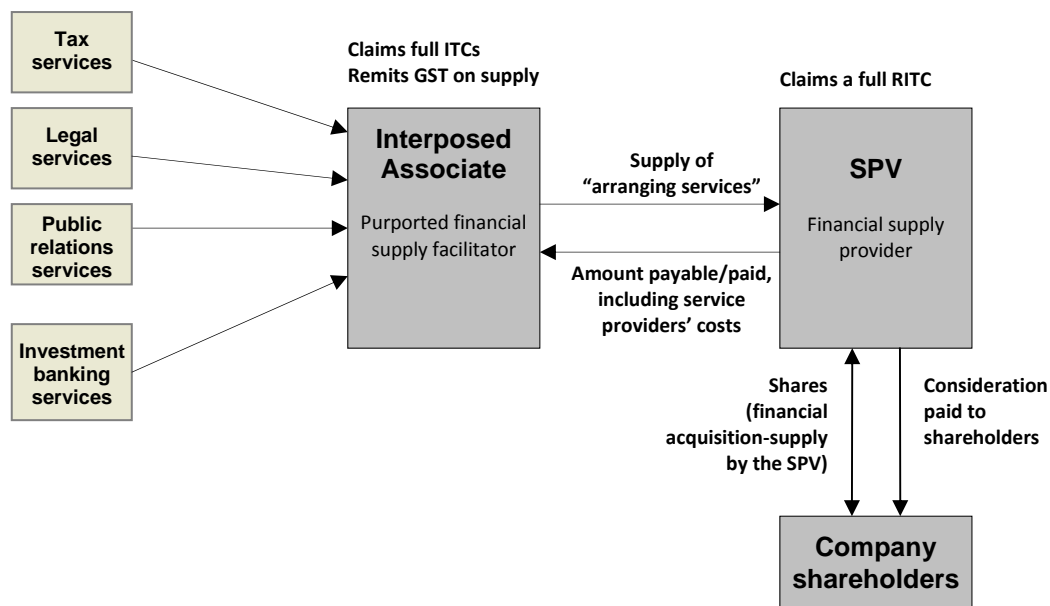 Tax
services
Legal
services
Public
relations
services
Investment
banking
services
Claims full ITCs
Remits GST on supply
Interposed
Associate
Purported financial
supply facilitator
Supply of
“arranging services”
Amount payable/paid,
including service
providers’ costs
Claims a full RITC
SPV
Financial supply
provider
Shares
(financial
acquisition-supply
by the SPV)
Consideration
paid to
shareholders
Company
shareholders